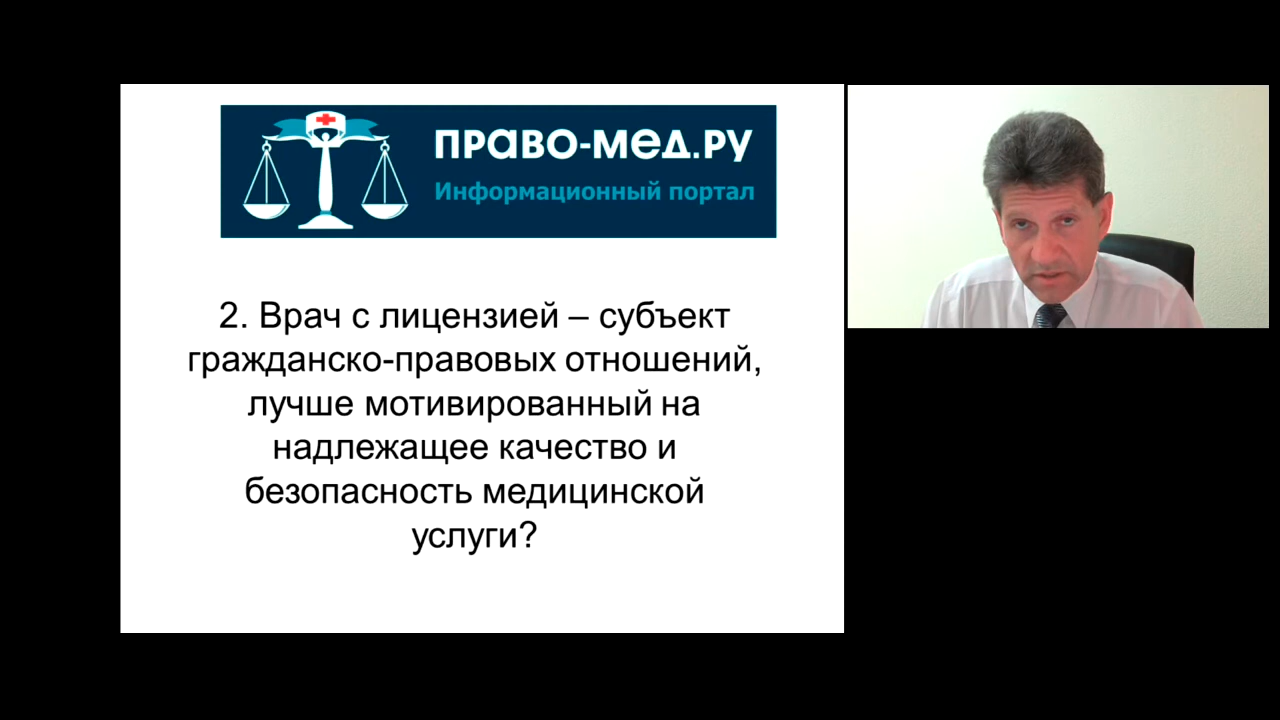 ПРАВО-МЕД.РУ
Информационный портал
2. Врач с лицензией – субъект
гражданско-правовых отношений,
лучше мотивированный на
надлежащее качество и
безопасность медицинской
услуги?